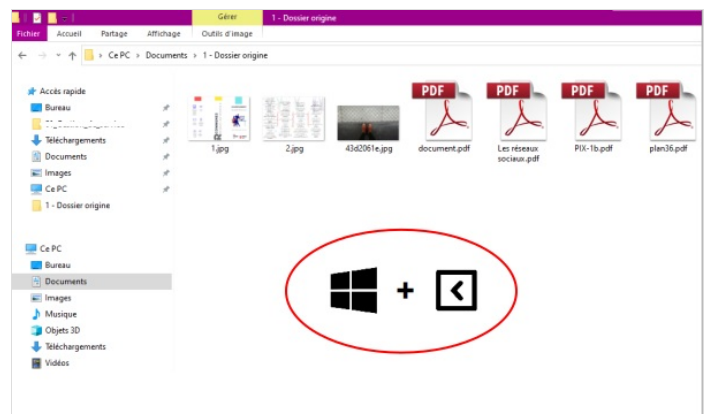 Gérer
1 - Dossier origine
Fichier
Accueil
Partage
Affichage
Outils d'image
Ce PC > Documents > 1 - Dossier origine
Accès rapide
Bureau
Téléchargements
Documents
Images
Ce PC
1 - Dossier origine
Ce PC
Bureau
Documents
Images
Musique
Objets 3D
Téléchargements
Vidéos
PDF
PDF
PDF
PDF
1.jpg
2.jpg
43d2061e.jpg
document.pdf
Les réseaux
sociaux.pdf
PIX-1b.pdf
plan36.pdf
+